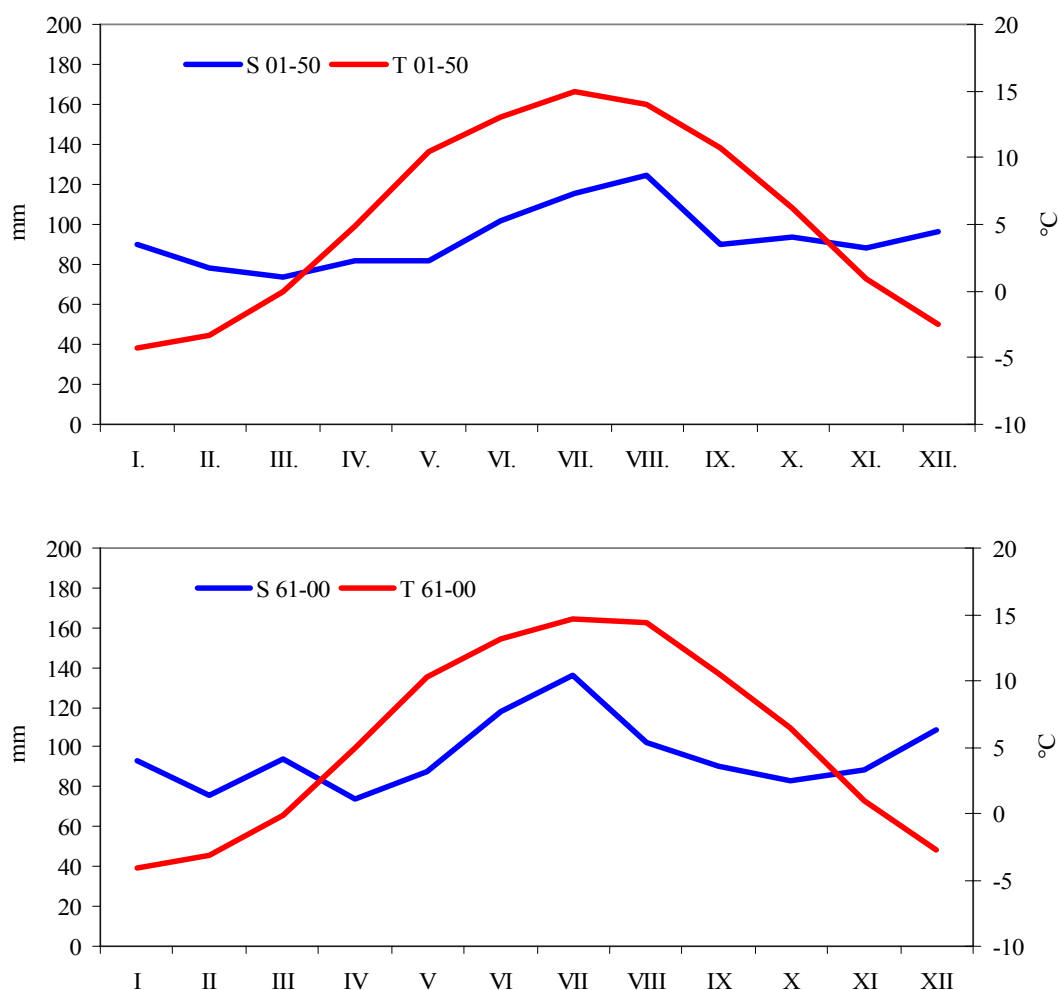 200 20
S 01-50 T 01-50
180
160 15
140
120 10
100 5
80
60 0
40 -5
20
0 -10
mm
°C
I. II. III. IV. V. VI. VII. VIII. IX. X. XI. XII.
200 20
S 61-00 T 61-00
180
160 15
140
120 10
100 5
80
60 0
40 -5
20
0 -10
mm
°C
I II III IV V VI VII VIII IX X XI XII